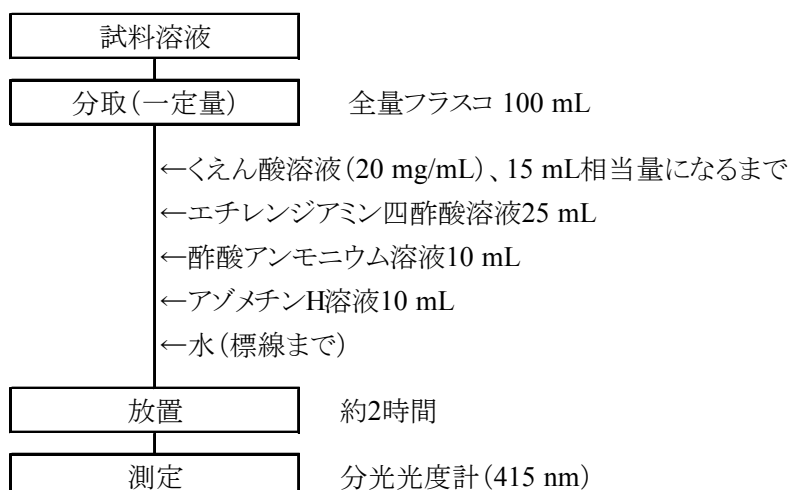 試料溶液
分取(一定量) 全量フラスコ 100 mL
←くえん酸溶液(20 mg/mL)、15 mL相当量になるまで
←エチレンジアミン四酢酸溶液25 mL
←酢酸アンモニウム溶液10 mL
←アゾメチンH溶液10 mL
←水(標線まで)
放置 約2時間
測定 分光光度計(415 nm)